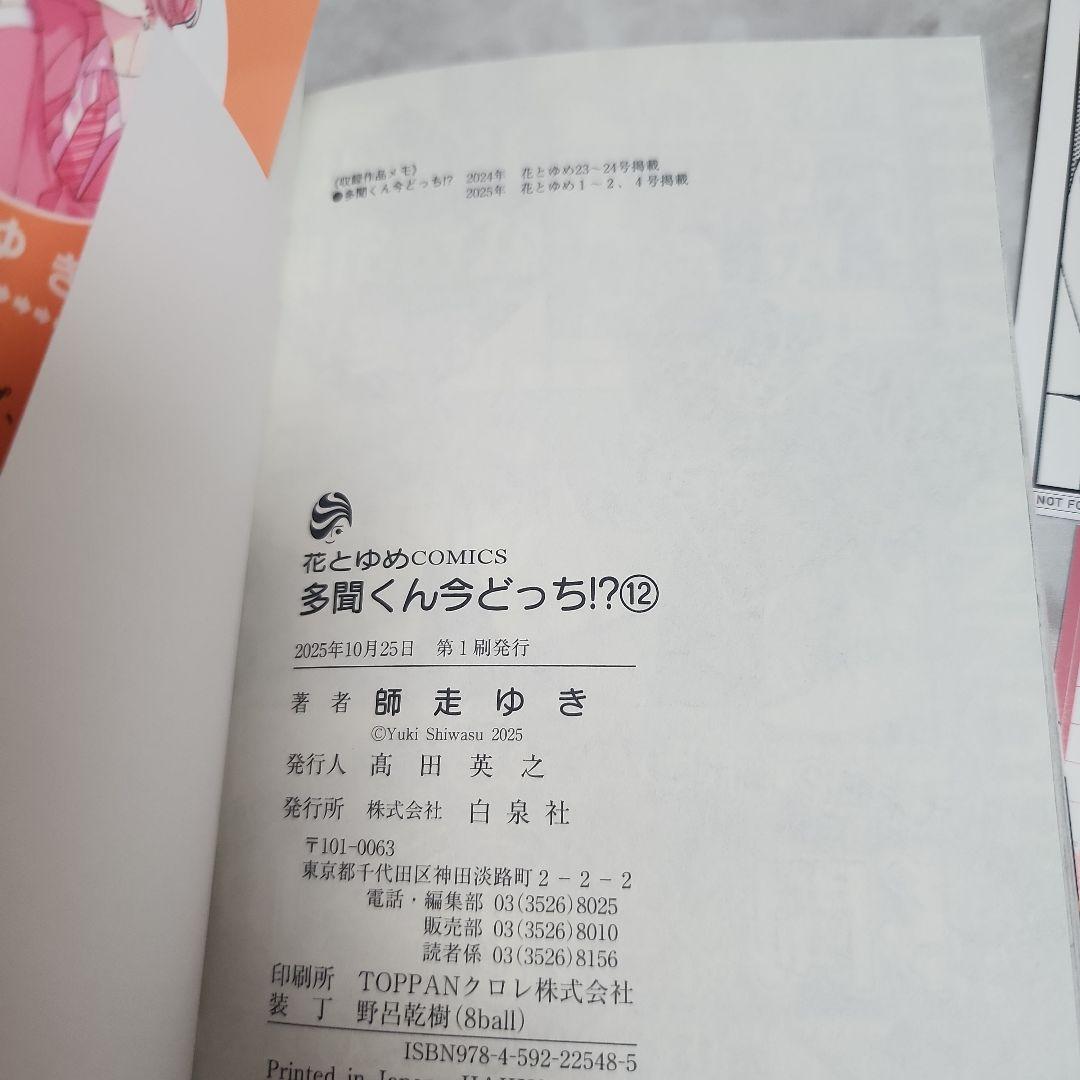 《収録作品メモ》
●多聞くん今どっち!? 2024年 花とゆめ23～24号掲載
2025年 花とゆめ1～2、4号掲載
花とゆめCOMICS
多聞くん今どっち!?⑫
2025年10月25日 第1刷発行
著者 師走ゆき
©Yuki Shiwasu 2025
発行人 髙田英之
発行所 株式会社 白泉社
〒101-0063
東京都千代田区神田淡路町2-2-2
電話・編集部 03(3526)8025
販売部 03(3526)8010
読者係 03(3526)8156
印刷所 TOPPANクロレ株式会社
装丁 野呂乾樹(8ball)
ISBN978-4-592-22548-5
Printed in Japan
ゆき
NOT FO